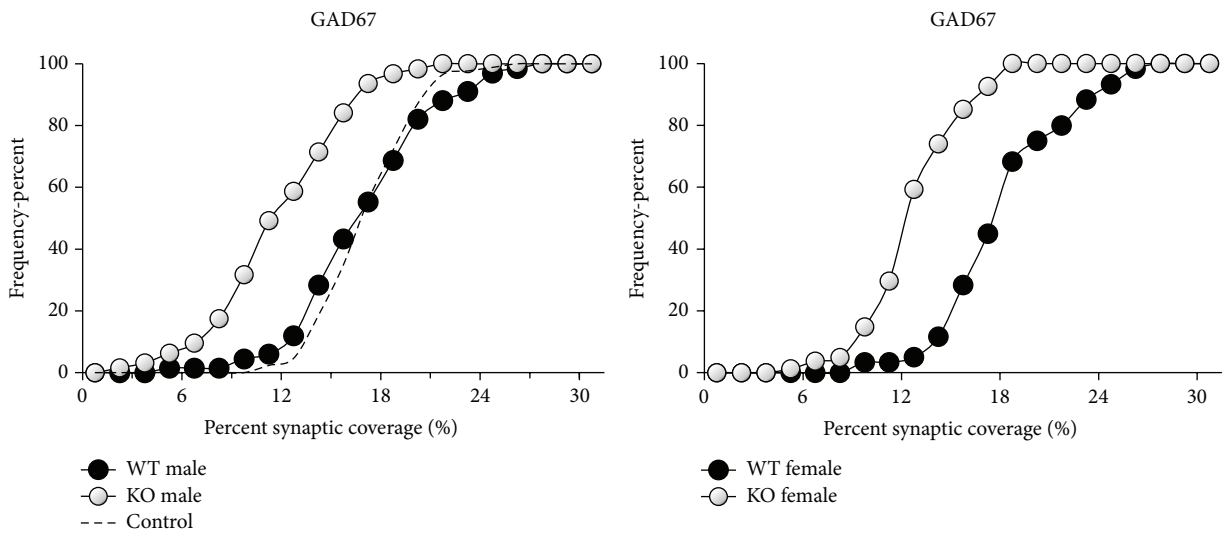 GAD67
Frequency-percent
100
80
60
40
20
0
0 6 12 18 24 30
Percent synaptic coverage (%)
WT male
KO male
Control
GAD67
Frequency-percent
100
80
60
40
20
0
0 6 12 18 24 30
Percent synaptic coverage (%)
WT female
KO female